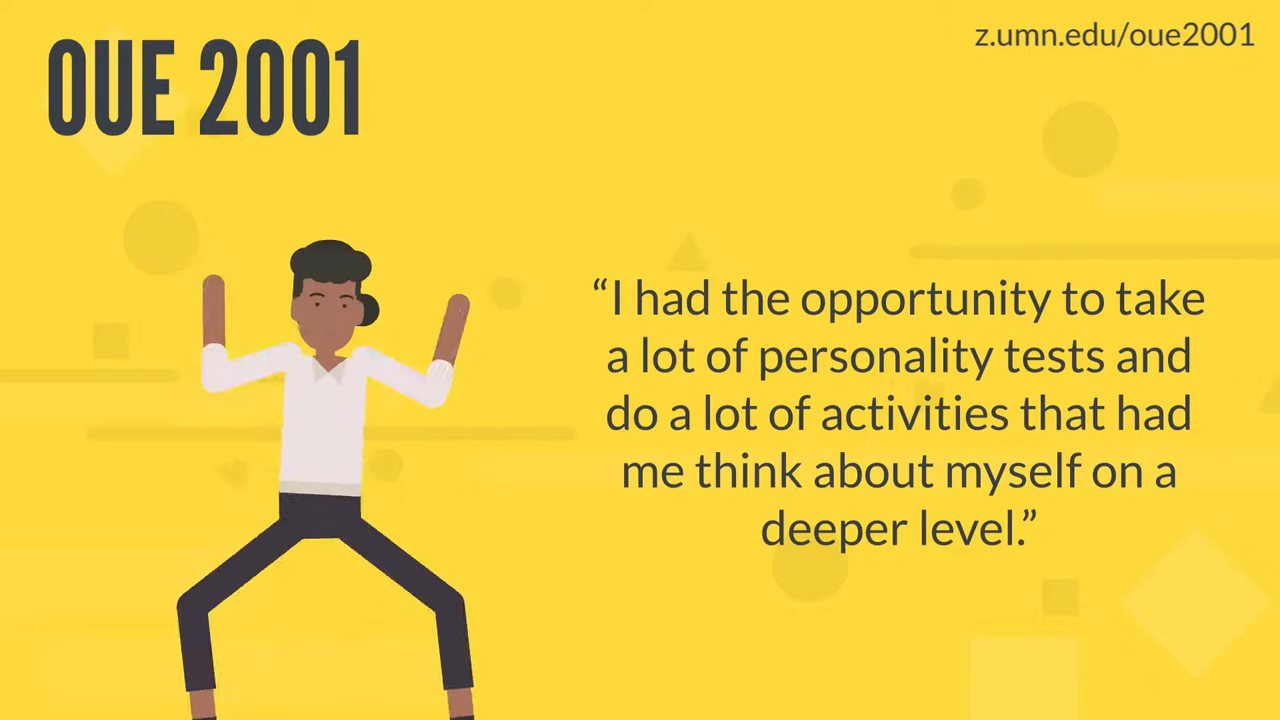 OUE 2001
z.umn.edu/oue2001
“I had the opportunity to take
a lot of personality tests and
do a lot of activities that had
me think about myself on a
deeper level.”